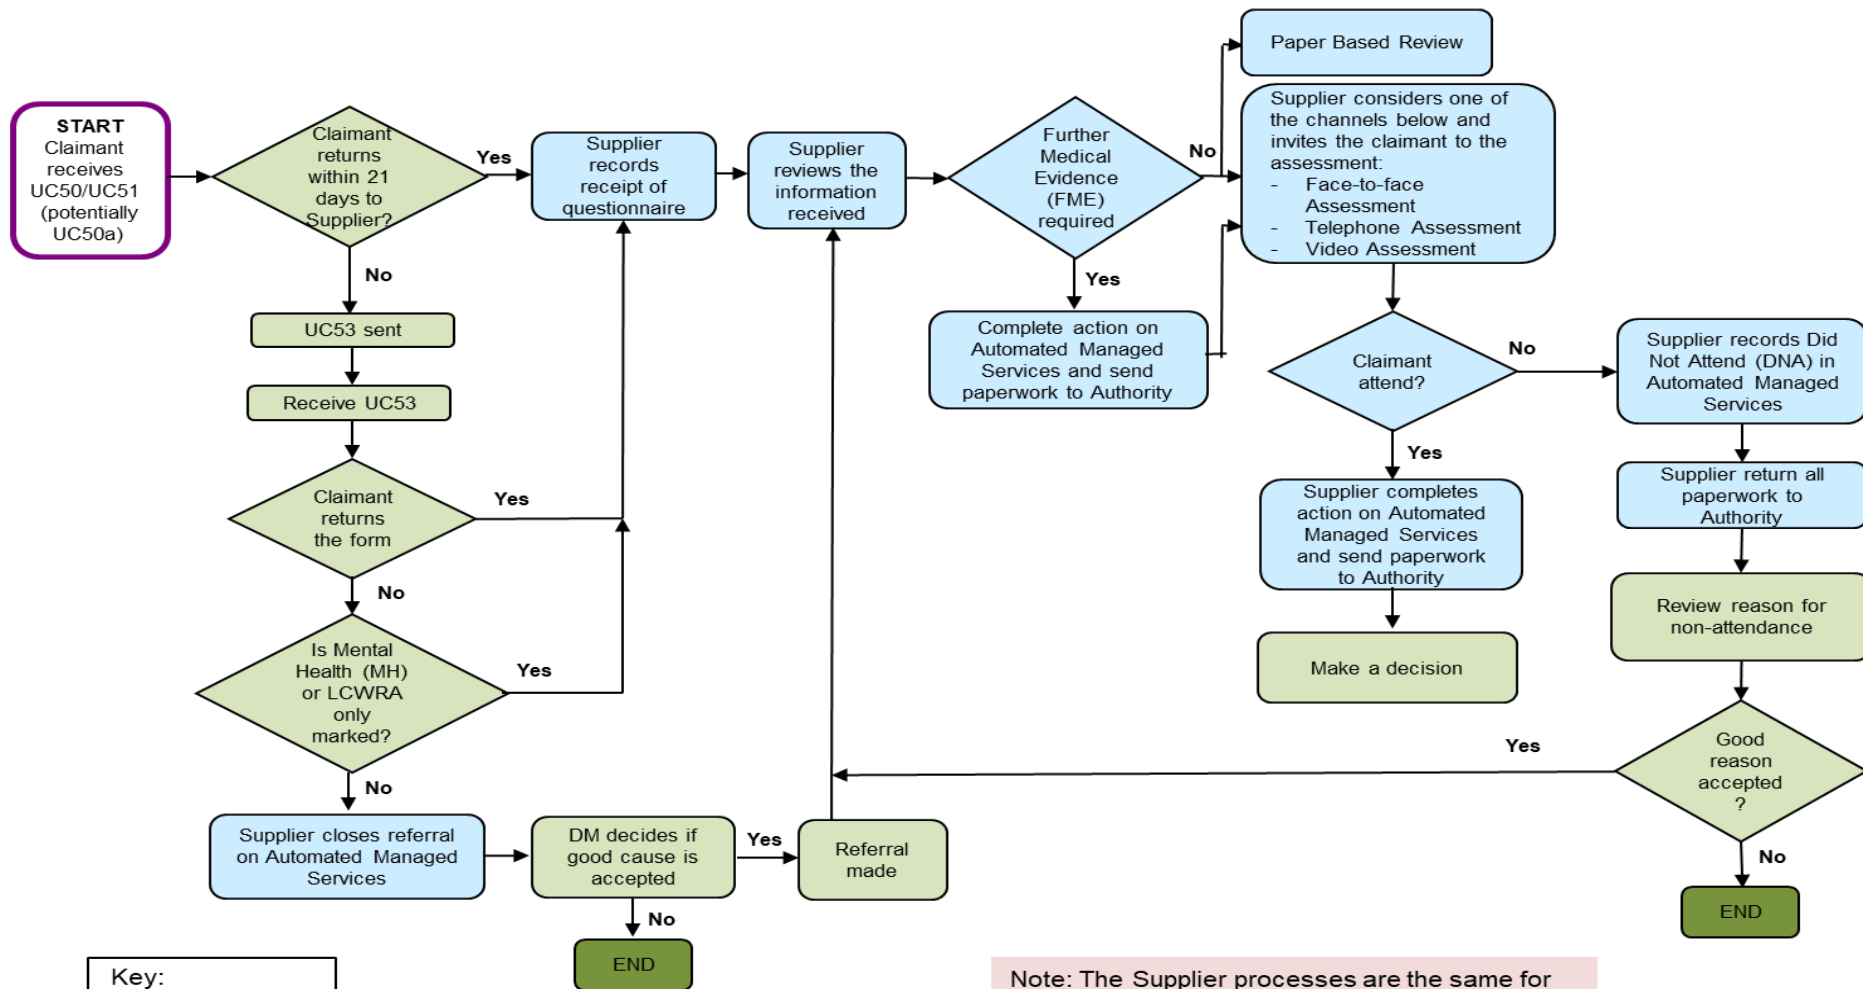 START
Claimant
receives
UC50/UC51
(potentially
UC50a)
Claimant
returns
within 21
days to
Supplier?
Yes
No
UC53 sent
Receive UC53
Claimant
returns
the form
Yes
No
Is Mental
Health (MH)
or LCWRA
only
marked?
Yes
No
Supplier closes referral
on Automated Managed
Services
DM decides if
good cause is
accepted
Yes
No
END
Referral
made
Supplier
records
receipt of
questionnaire
Supplier
reviews the
information
received
Further
Medical
Evidence
(FME)
required
No
Yes
Complete action on
Automated Managed
Services and send
paperwork to Authority
Paper Based Review
Supplier considers one of
the channels below and
invites the claimant to the
assessment:
- Face-to-face
Assessment
- Telephone Assessment
- Video Assessment
Claimant
attend?
No
Yes
Supplier completes
action on Automated
Managed Services
and send paperwork
to Authority
Make a decision
Supplier records Did
Not Attend (DNA) in
Automated Managed
Services
Supplier return all
paperwork to
Authority
Review reason for
non-attendance
Good
reason
accepted
?
Yes
No
END
Key:
Note: The Supplier processes are the same for